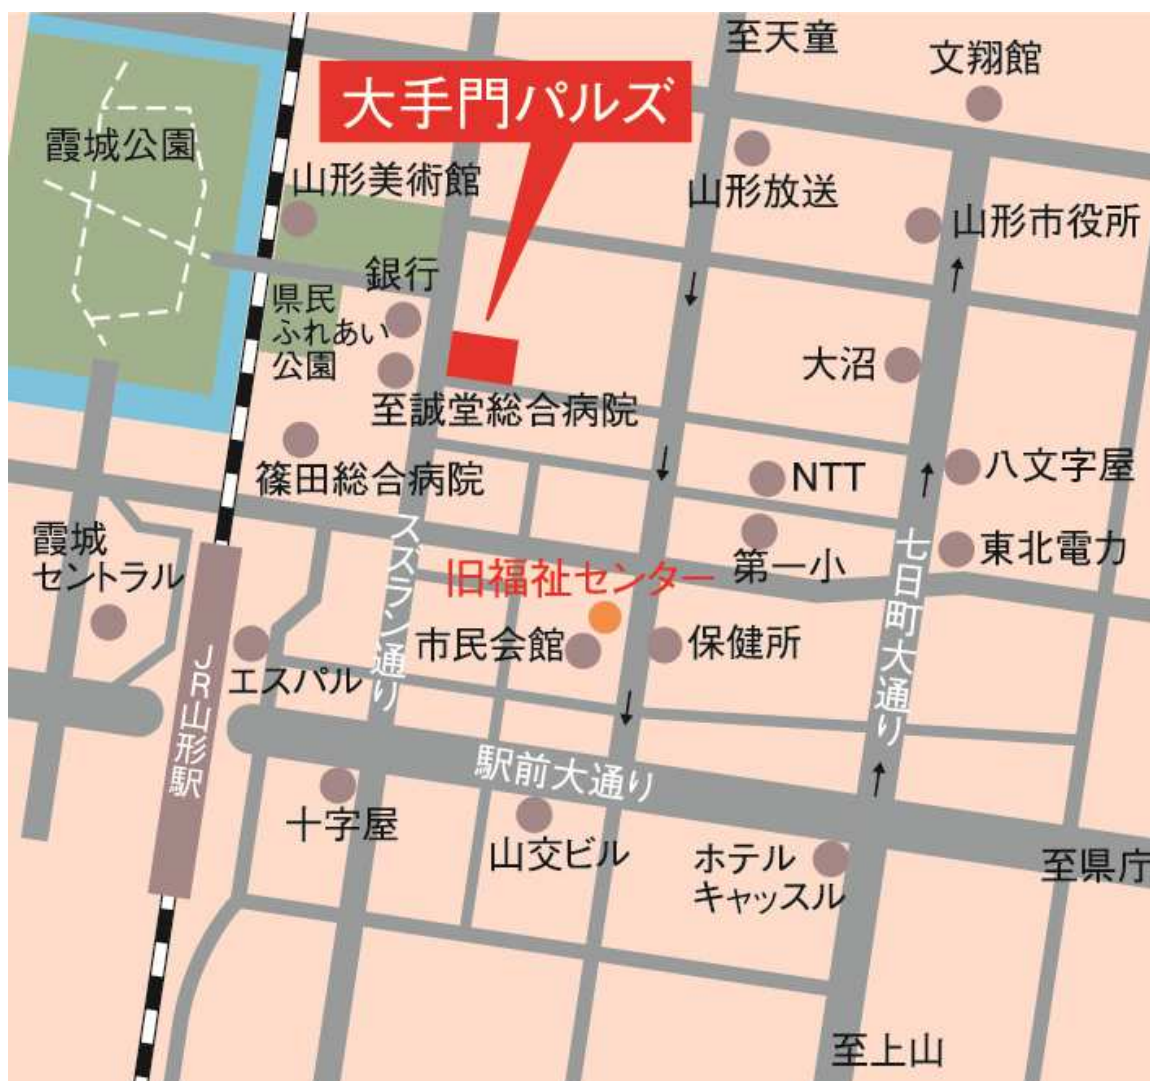 至天童
文翔館
大手門パルズ
霞城公園
山形美術館
山形放送
山形市役所
銀行
県民
ふれあい
公園
大沼
至誠堂総合病院
篠田総合病院
NTT
八文字屋
霞城
セントラル
スズラン通り
旧福祉センター
第一小
東北電力
七日町大通り
市民会館
保健所
エスパル
JR山形駅
駅前大通り
十字屋
山交ビル
ホテル
キャッスル
至県庁
至上山